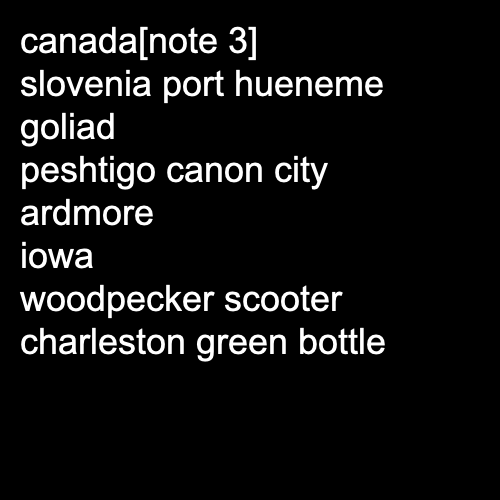 canada[note 3]
slovenia port hueneme
goliad
peshtigo canon city
ardmore
iowa
woodpecker scooter
charleston green bottle